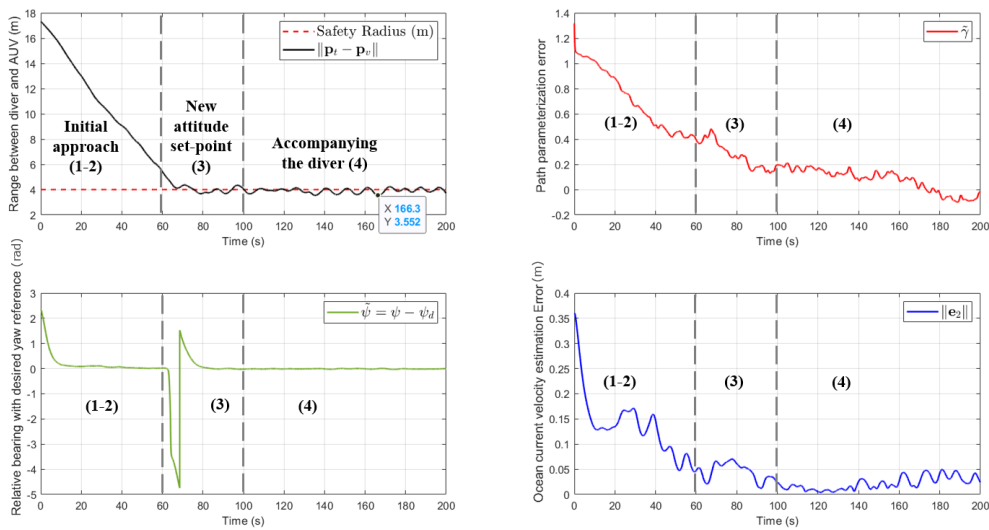 Range between diver and AUV (m)
18
16
14
12
10
8
6
4
2
Safety Radius (m)
‖p_t − p_v‖
Initial
approach
(1-2)
New
attitude
set-point
(3)
Accompanying
the diver (4)
X 166.3
Y 3.552
0 20 40 60 80 100 120 140 160 180 200
Time (s)
Path parameterization error
1.4
1.2
1
0.8
0.6
0.4
0.2
0
-0.2
γ̃
(1-2)
(3)
(4)
0 20 40 60 80 100 120 140 160 180 200
Time (s)
Relative bearing with desired yaw reference (rad)
3
2
1
0
-1
-2
-3
-4
-5
ψ̃ = ψ − ψ_d
(1-2)
(3)
(4)
0 20 40 60 80 100 120 140 160 180 200
Time (s)
Ocean current velocity estimation Error (m)
0.4
0.35
0.3
0.25
0.2
0.15
0.1
0.05
0
‖e_2‖
(1-2)
(3)
(4)
0 20 40 60 80 100 120 140 160 180 200
Time (s)